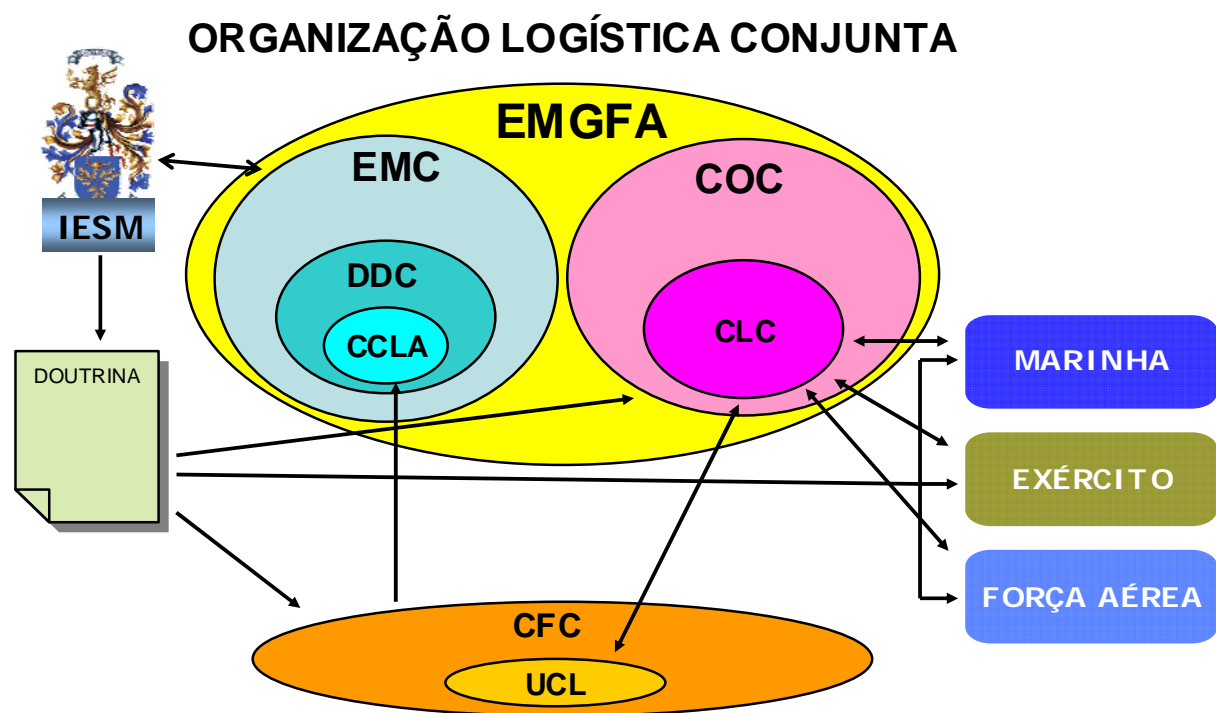 ORGANIZAÇÃO LOGÍSTICA CONJUNTA
EMGFA
EMC
COC
IESM
DDC
CCLA
CLC
DOUTRINA
MARINHA
EXÉRCITO
FORÇA AÉREA
CFC
UCL